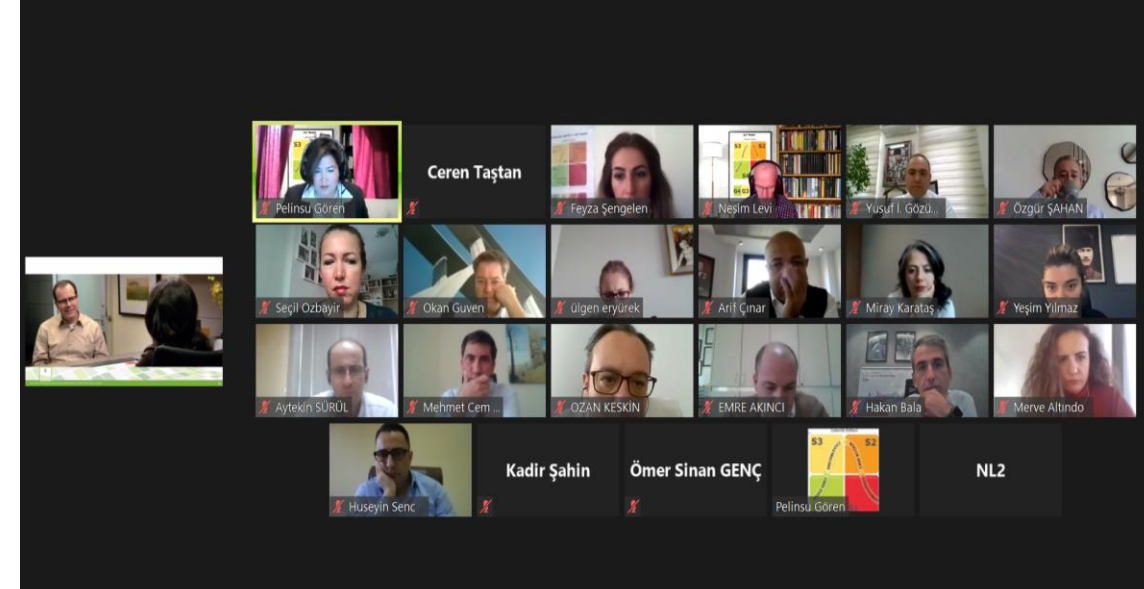 Pelinsu Gören
Ceren Taştan
Feyza Şengelen
Nesim Levi
Yusuf I. Gözü...
Özgür ŞAHAN
Seçil Özbayir
Okan Guven
ülgen eryürek
Arif Çınar
Miray Karataş
Yeşim Yılmaz
Aytekin SÜRÜL
Mehmet Cem ...
OZAN KESKİN
EMRE AKINCI
Hakan Bala
Merve Altındo
Huseyin Senc
Kadir Şahin
Ömer Sinan GENÇ
S3 S2
Pelinsu Gören
NL2